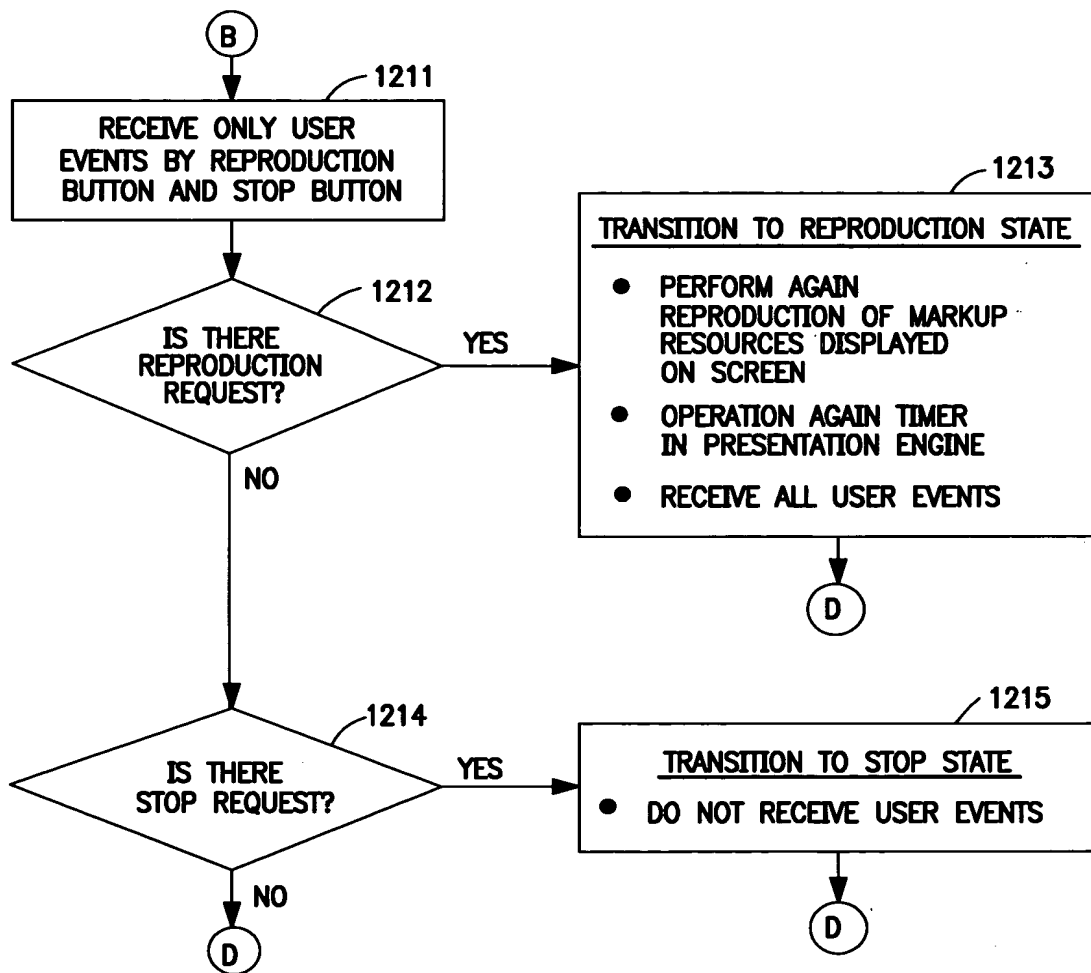 B
1211
RECEIVE ONLY USER
EVENTS BY REPRODUCTION
BUTTON AND STOP BUTTON
1212
IS THERE
REPRODUCTION
REQUEST?
YES
NO
1213
TRANSITION TO REPRODUCTION STATE
● PERFORM AGAIN
REPRODUCTION OF MARKUP
RESOURCES DISPLAYED
ON SCREEN
● OPERATION AGAIN TIMER
IN PRESENTATION ENGINE
● RECEIVE ALL USER EVENTS
D
1214
IS THERE
STOP REQUEST?
YES
NO
D
1215
TRANSITION TO STOP STATE
● DO NOT RECEIVE USER EVENTS
D